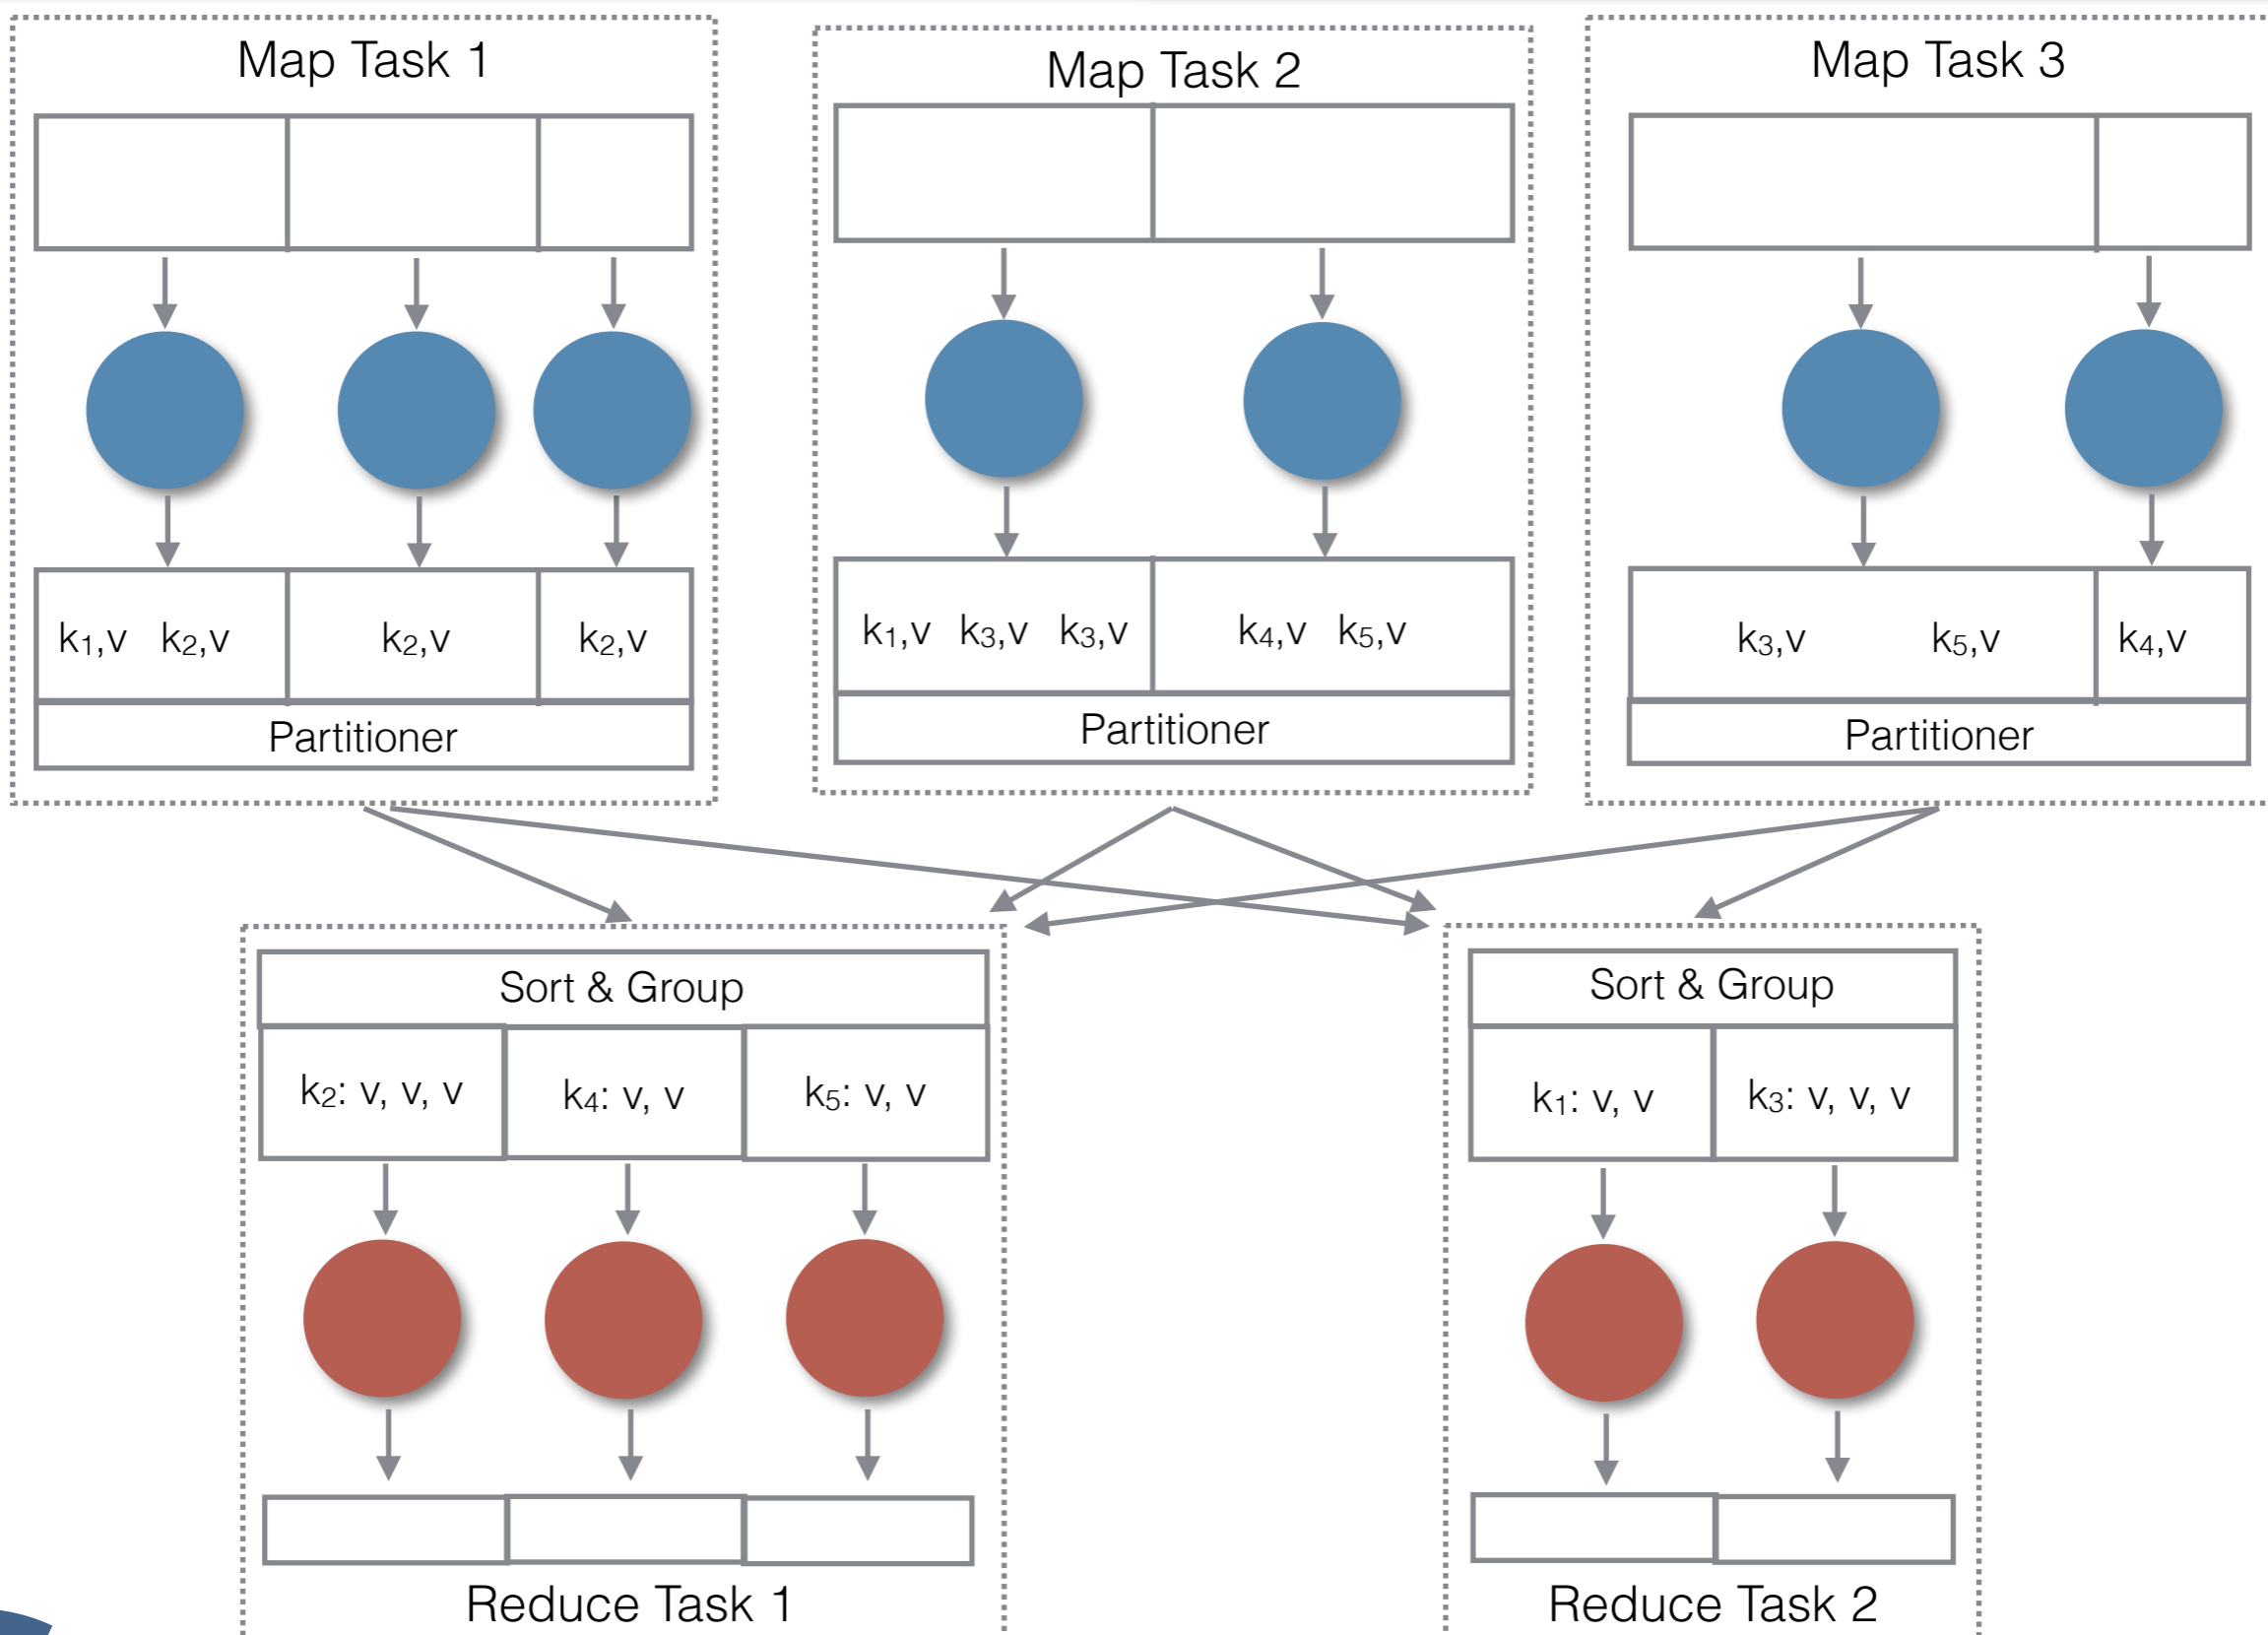 Map Task 1
Map Task 2
Map Task 3
k₁,v k₂,v
k₂,v
k₂,v
k₁,v k₃,v k₃,v
k₄,v k₅,v
k₃,v k₅,v
k₄,v
Partitioner
Partitioner
Partitioner
Sort & Group
Sort & Group
k₂: v, v, v
k₄: v, v
k₅: v, v
k₁: v, v
k₃: v, v, v
Reduce Task 1
Reduce Task 2